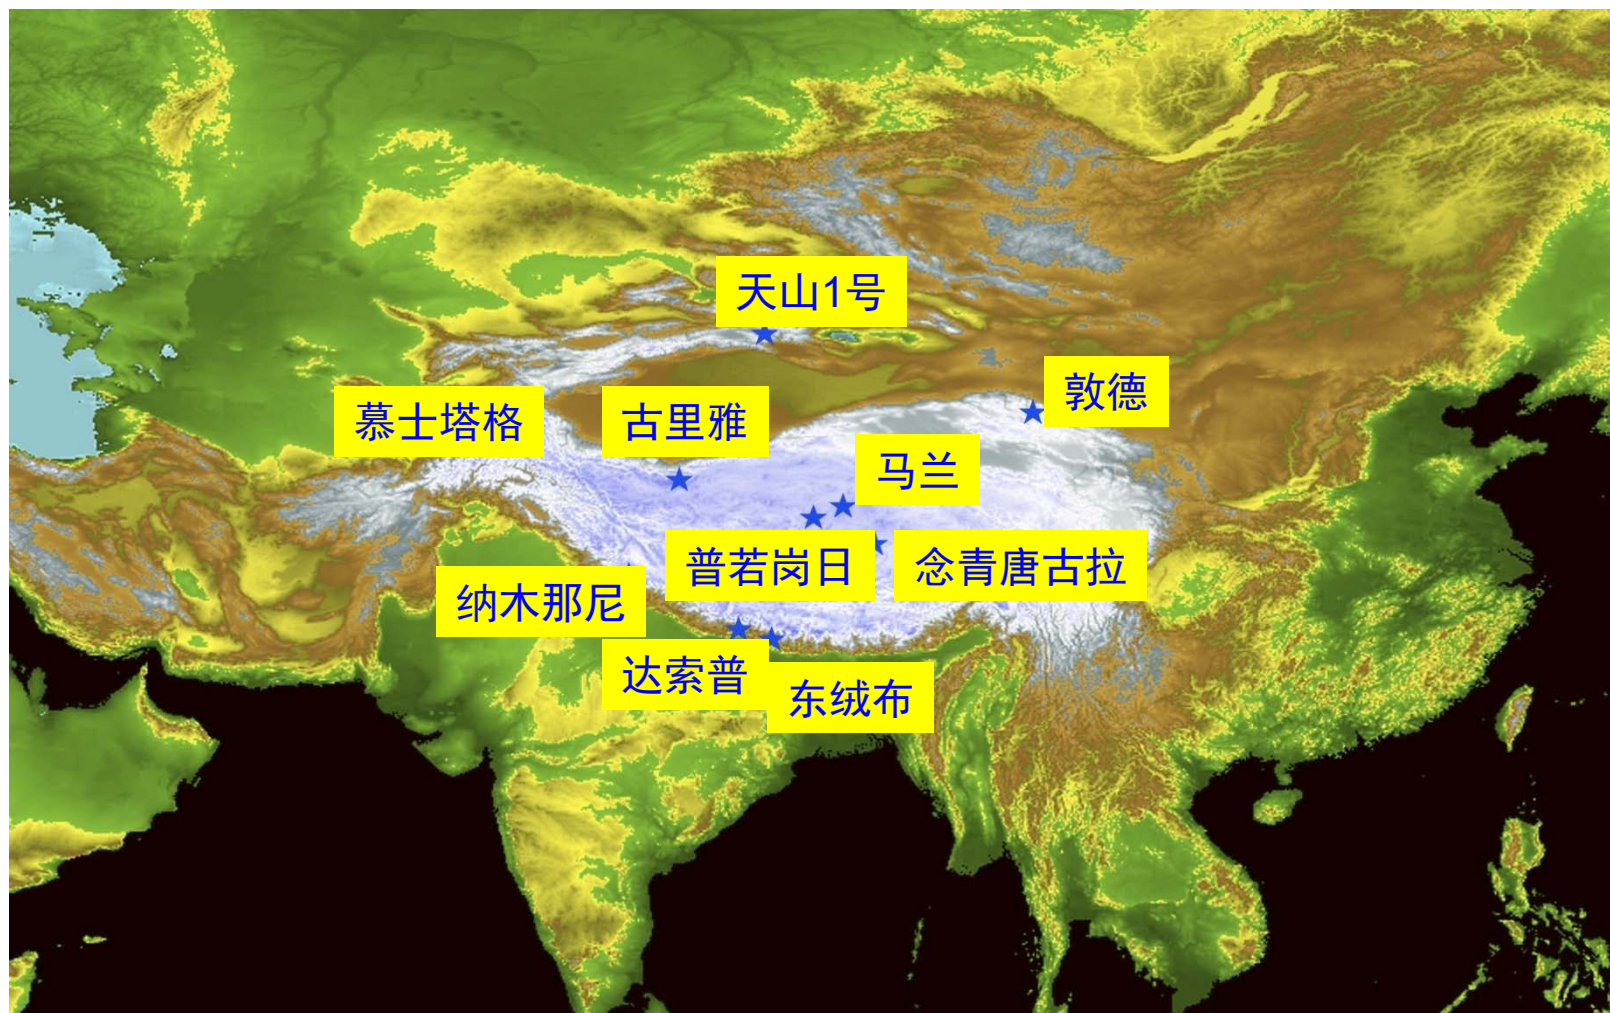 天山1号
敦德
慕士塔格
古里雅
马兰
普若岗日
念青唐古拉
纳木那尼
达索普
东绒布